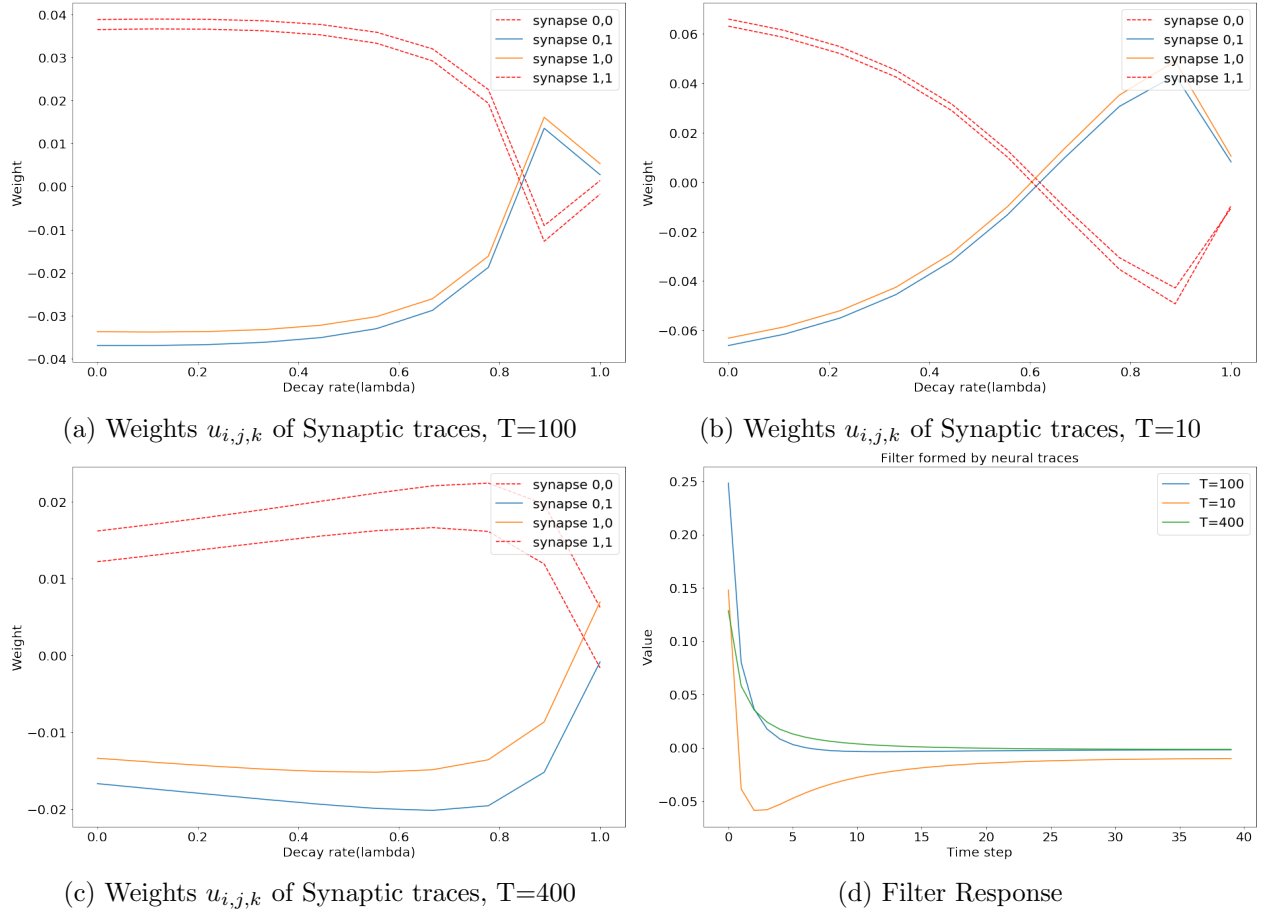 synapse 0,0
synapse 0,1
synapse 1,0
synapse 1,1
0.04
0.03
0.02
0.01
0.00
−0.01
−0.02
−0.03
−0.04
Weight
0.0 0.2 0.4 0.6 0.8 1.0
Decay rate(lambda)
(a) Weights u_{i,j,k} of Synaptic traces, T=100
synapse 0,0
synapse 0,1
synapse 1,0
synapse 1,1
0.06
0.04
0.02
0.00
−0.02
−0.04
−0.06
Weight
0.0 0.2 0.4 0.6 0.8 1.0
Decay rate(lambda)
(b) Weights u_{i,j,k} of Synaptic traces, T=10
synapse 0,0
synapse 0,1
synapse 1,0
synapse 1,1
0.02
0.01
0.00
−0.01
−0.02
Weight
0.0 0.2 0.4 0.6 0.8 1.0
Decay rate(lambda)
(c) Weights u_{i,j,k} of Synaptic traces, T=400
Filter formed by neural traces
T=100
T=10
T=400
0.25
0.20
0.15
0.10
0.05
0.00
−0.05
Value
0 5 10 15 20 25 30 35 40
Time step
(d) Filter Response